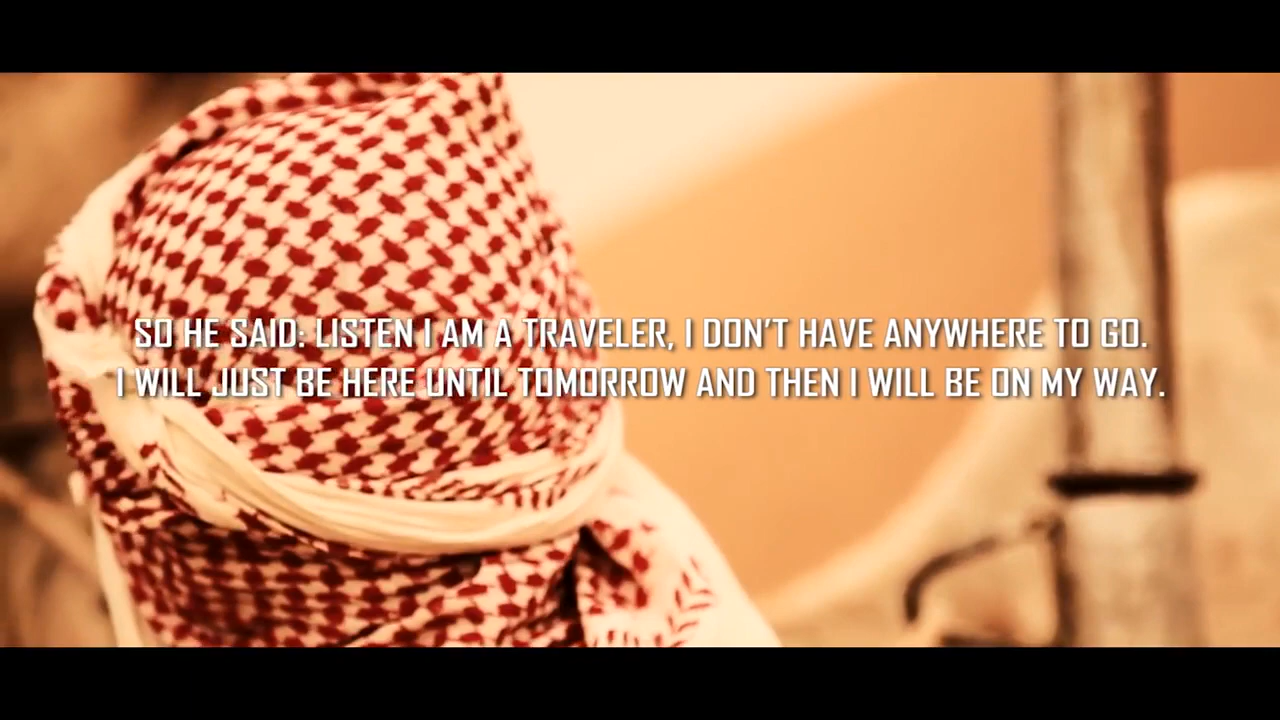 SO HE SAID: LISTEN I AM A TRAVELER, I DON'T HAVE ANYWHERE TO GO.
I WILL JUST BE HERE UNTIL TOMORROW AND THEN I WILL BE ON MY WAY.